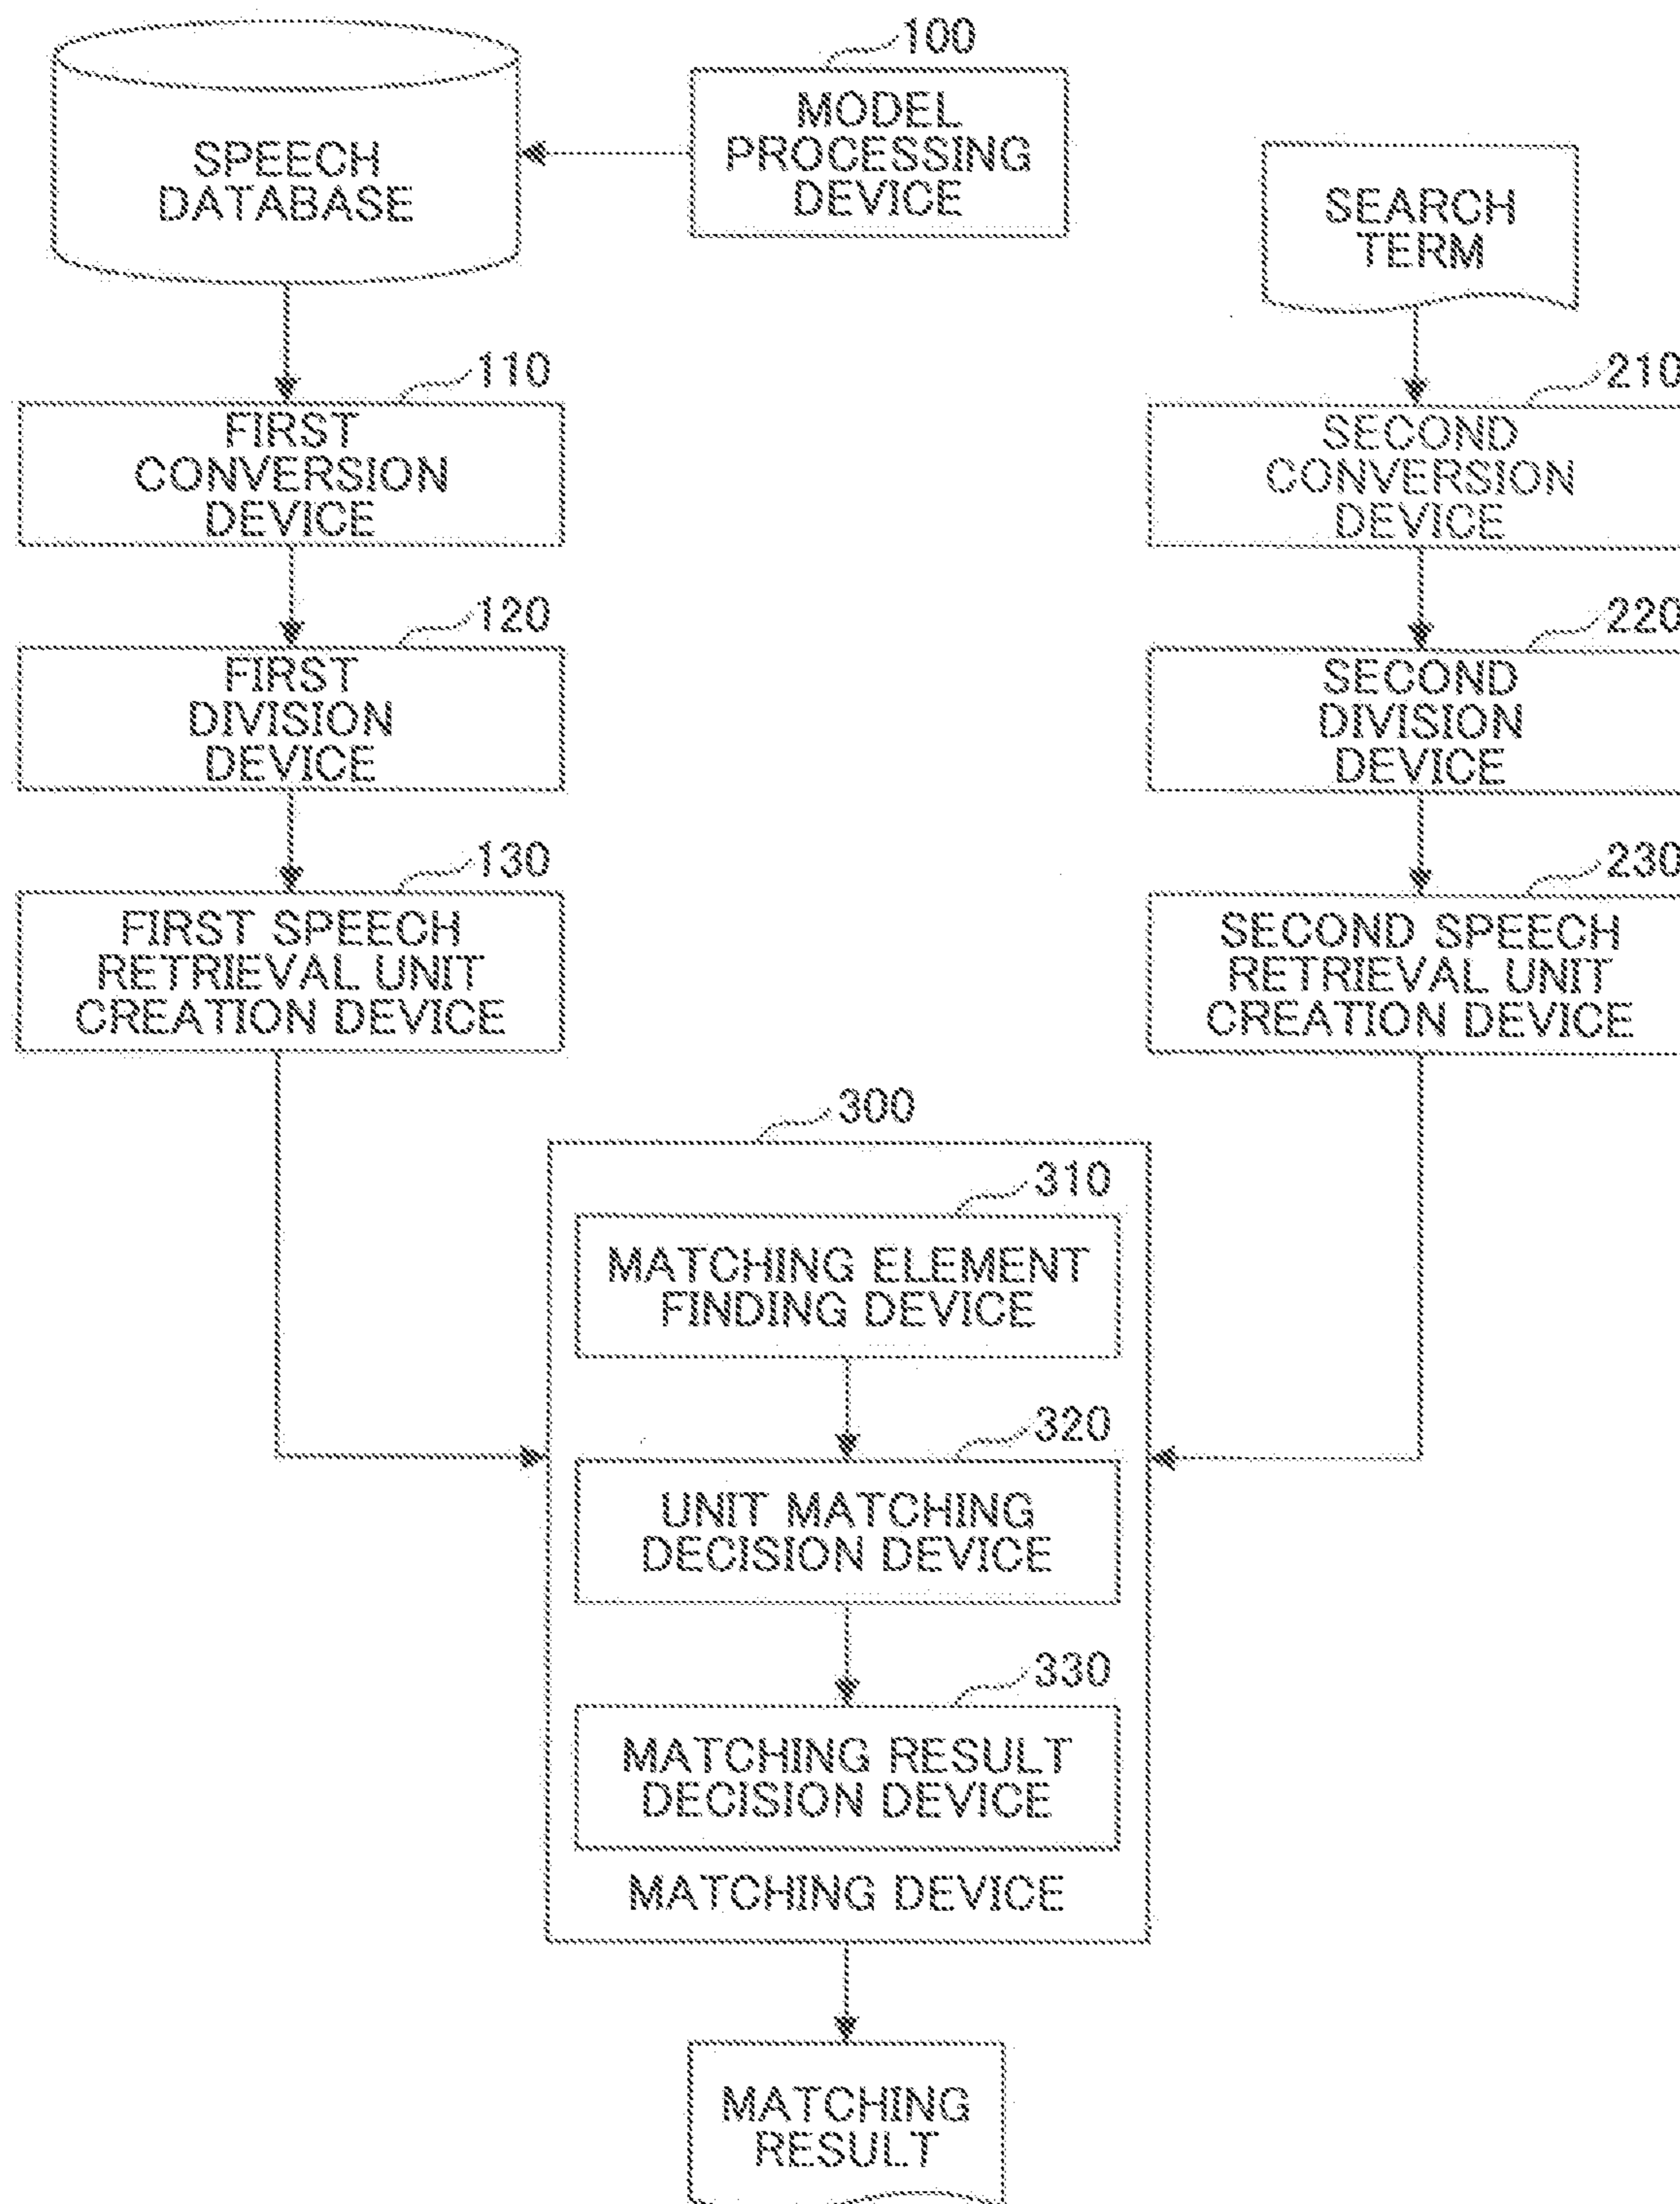 100
MODEL
PROCESSING
DEVICE
SPEECH
DATABASE
SEARCH
TERM
110
FIRST
CONVERSION
DEVICE
210
SECOND
CONVERSION
DEVICE
120
FIRST
DIVISION
DEVICE
220
SECOND
DIVISION
DEVICE
130
FIRST SPEECH
RETRIEVAL UNIT
CREATION DEVICE
230
SECOND SPEECH
RETRIEVAL UNIT
CREATION DEVICE
300
310
MATCHING ELEMENT
FINDING DEVICE
320
UNIT MATCHING
DECISION DEVICE
330
MATCHING RESULT
DECISION DEVICE
MATCHING DEVICE
MATCHING
RESULT